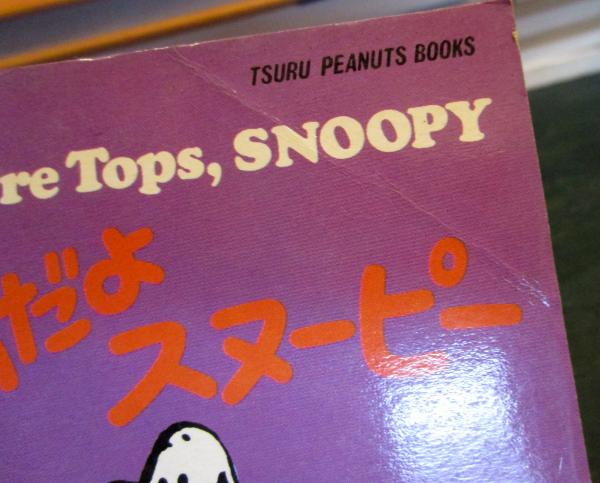 TSURU PEANUTS BOOKS
re Tops, SNOOPY
だよ
スヌーピー